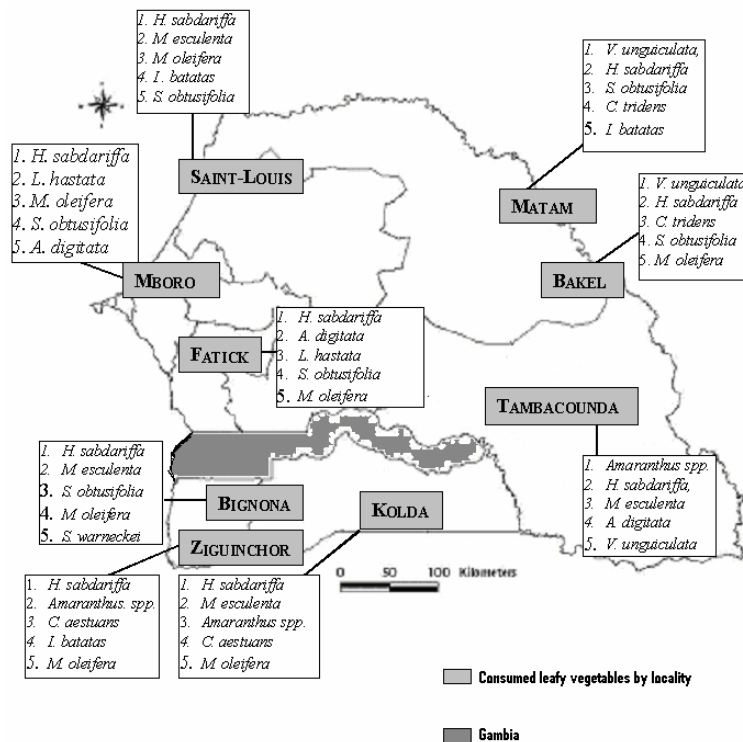 1. H. sabdariffa
2. M. esculenta
3. M. oleifera
4. I. batatas
5. S. obtusifolia
SAINT-LOUIS
1. V. unguiculata,
2. H. sabdariffa
3. S. obtusifolia
4. C. tridens
5. I. batatas
MATAM
1. H. sabdariffa
2. L. hastata
3. M. oleifera
4. S. obtusifolia
5. A. digitata
MBORO
1. V. unguiculata
2. H. sabdariffa
3. C. tridens
4. S. obtusifolia
5. M. oleifera
BAKEL
1. H. sabdariffa
2. A. digitata
3. L. hastata
4. S. obtusifolia
5. M. oleifera
FATICK
TAMBACOUNDA
1. Amaranthus spp.
2. H. sabdariffa,
3. M. esculenta
4. A. digitata
5. V. unguiculata
1. H. sabdariffa
2. M. esculenta
3. S. obtusifolia
4. M. oleifera
5. S. warneckei
BIGNONA
KOLDA
ZIGUINCHOR
1. H. sabdariffa
2. Amaranthus. spp.
3. C. aestuans
4. I. batatas
5. M. oleifera
1. H. sabdariffa
2. M. esculenta
3. Amaranthus spp.
4. C. aestuans
5. M. oleifera
0 50 100 Kilometers
Consumed leafy vegetables by locality
Gambia